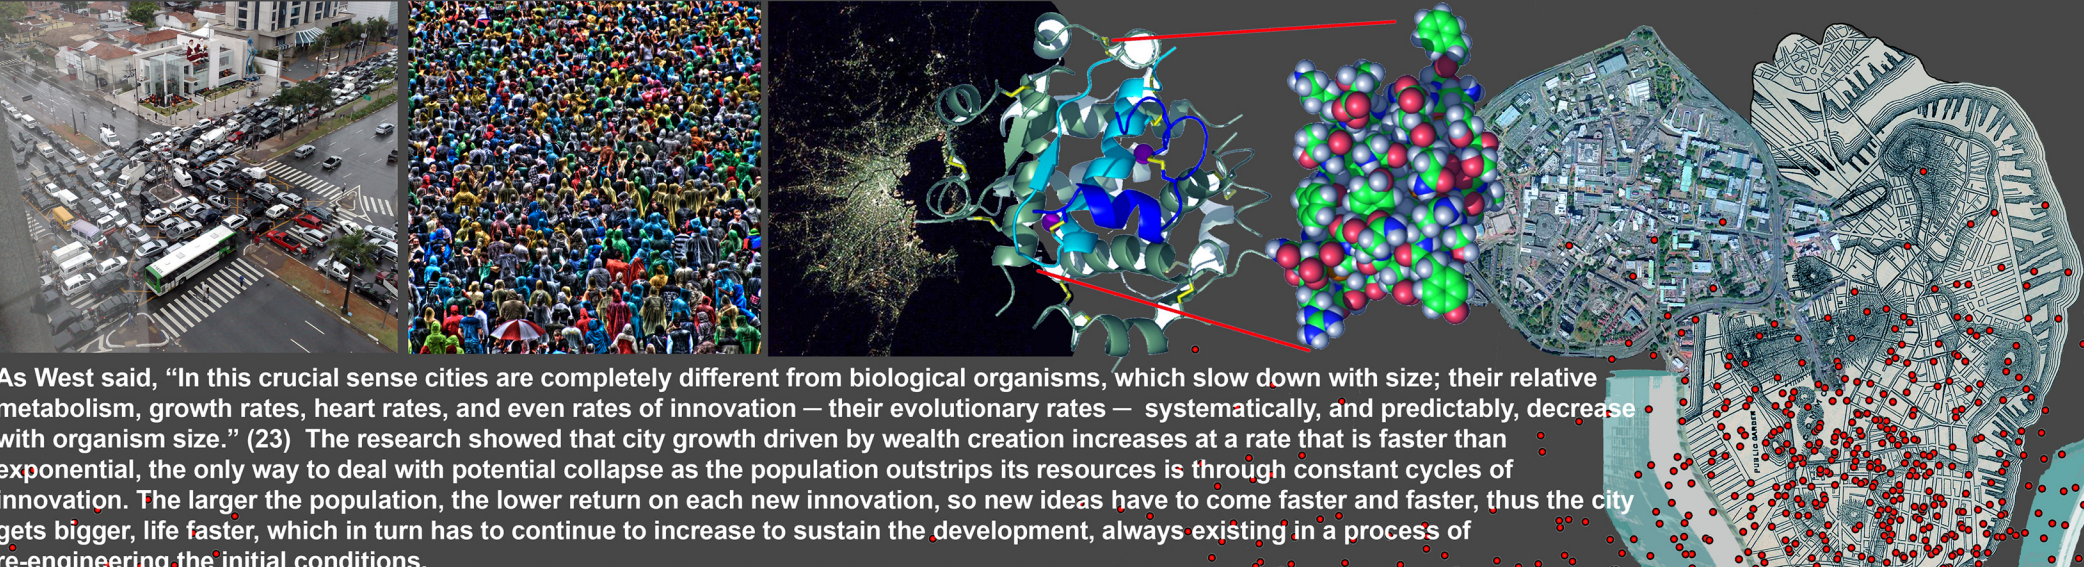 As West said, “In this crucial sense cities are completely different from biological organisms, which slow down with size; their relative
metabolism, growth rates, heart rates, and even rates of innovation — their evolutionary rates —  systematically, and predictably, decrease
with organism size.” (23)  The research showed that city growth driven by wealth creation increases at a rate that is faster than
exponential, the only way to deal with potential collapse as the population outstrips its resources is through constant cycles of
innovation. The larger the population, the lower return on each new innovation, so new ideas have to come faster and faster, thus the city
gets bigger, life faster, which in turn has to continue to increase to sustain the development, always existing in a process of
re-engineering the initial conditions.
PUBLIC GARDEN